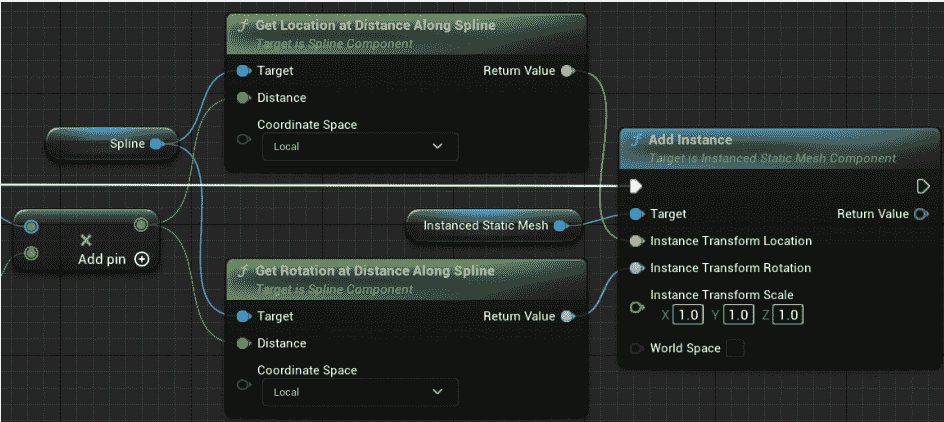 f Get Location at Distance Along Spline
Target is Spline Component
Target
Return Value
Distance
Coordinate Space
Local
Spline
×
Add pin
Instanced Static Mesh
f Get Rotation at Distance Along Spline
Target is Spline Component
Target
Return Value
Distance
Coordinate Space
Local
f Add Instance
Target is Instanced Static Mesh Component
Target
Return Value
Instance Transform Location
Instance Transform Rotation
Instance Transform Scale
X 1.0 Y 1.0 Z 1.0
World Space